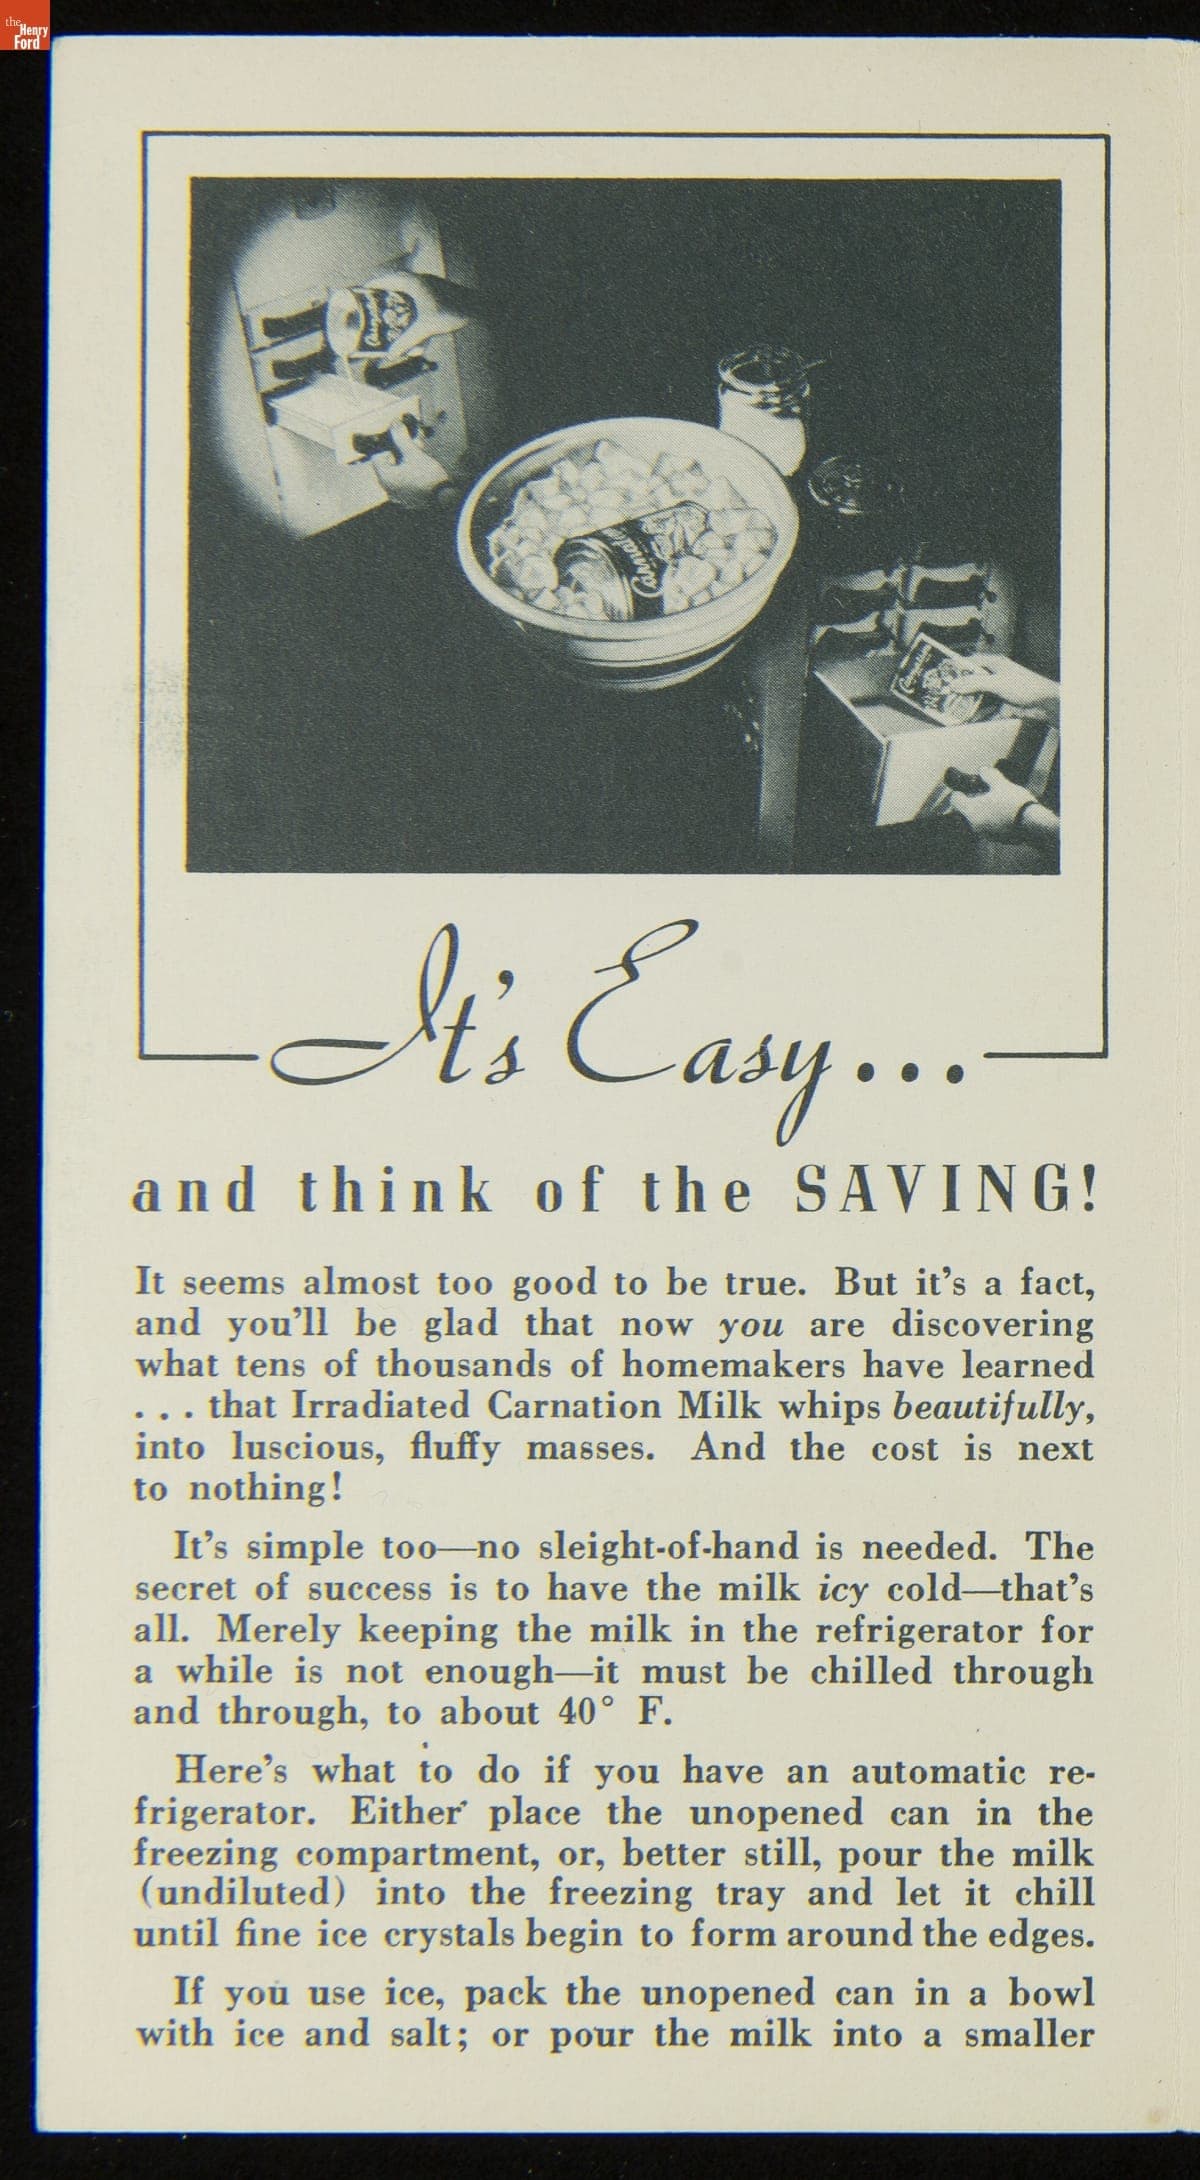 the
Henry
Ford
Carnation
Carnation
Carnation
It's Easy...
and think of the SAVING!
It seems almost too good to be true. But it's a fact,
and you'll be glad that now you are discovering
what tens of thousands of homemakers have learned
. . . that Irradiated Carnation Milk whips beautifully,
into luscious, fluffy masses. And the cost is next
to nothing!
It's simple too—no sleight-of-hand is needed. The
secret of success is to have the milk icy cold—that's
all. Merely keeping the milk in the refrigerator for
a while is not enough—it must be chilled through
and through, to about 40° F.
Here's what to do if you have an automatic re-
frigerator. Either place the unopened can in the
freezing compartment, or, better still, pour the milk
(undiluted) into the freezing tray and let it chill
until fine ice crystals begin to form around the edges.
If you use ice, pack the unopened can in a bowl
with ice and salt; or pour the milk into a smaller